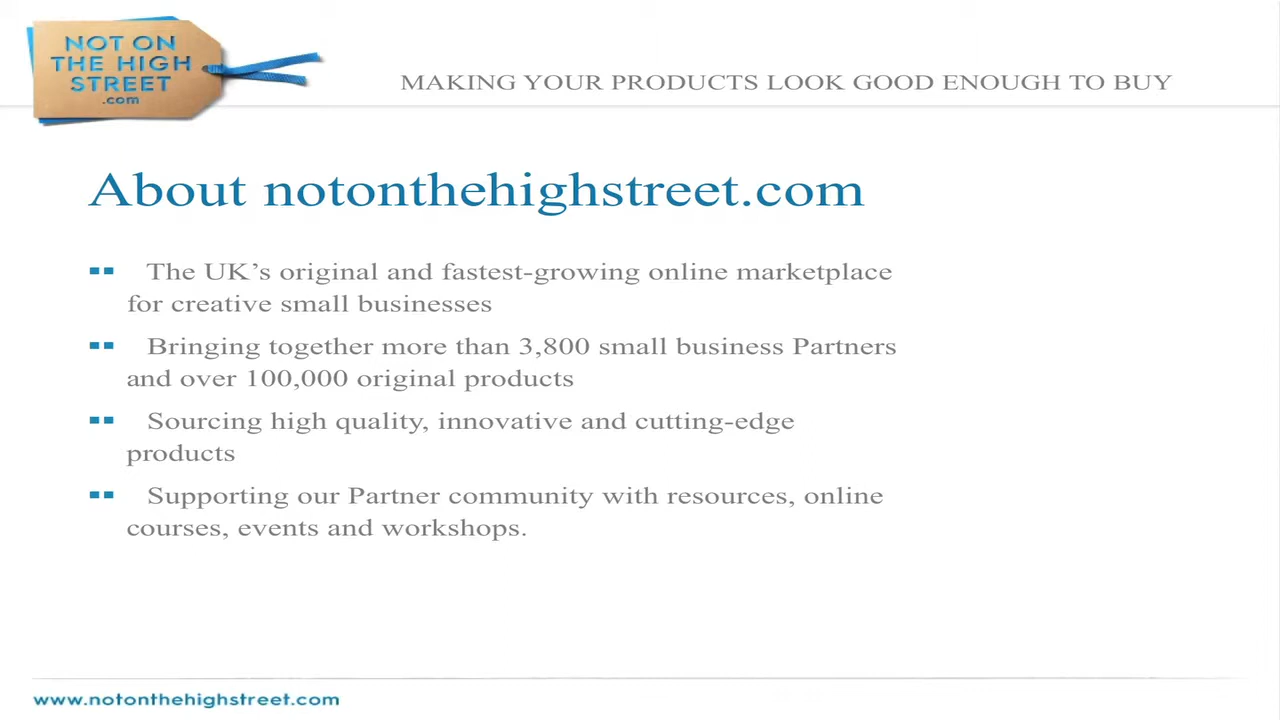 NOT ON
THE HIGH
STREET
.com
MAKING YOUR PRODUCTS LOOK GOOD ENOUGH TO BUY
About notonthehighstreet.com
The UK’s original and fastest-growing online marketplace
for creative small businesses
Bringing together more than 3,800 small business Partners
and over 100,000 original products
Sourcing high quality, innovative and cutting-edge
products
Supporting our Partner community with resources, online
courses, events and workshops.
www.notonthehighstreet.com